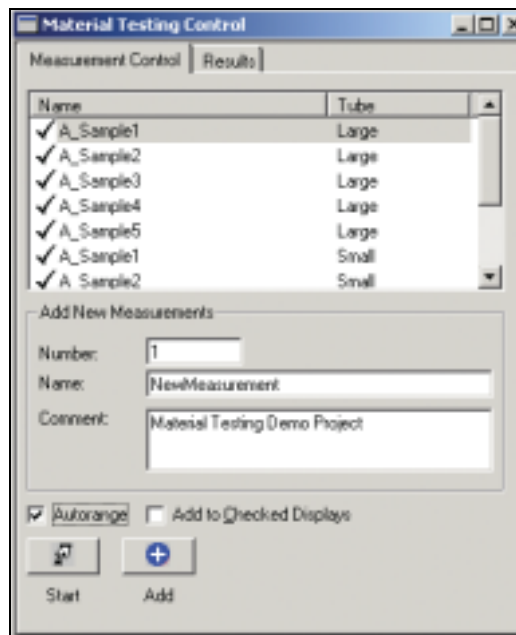 Material Testing Control
Measurement Control Results
Name Tube
A_Sample1 Large
A_Sample2 Large
A_Sample3 Large
A_Sample4 Large
A_Sample5 Large
A_Sample1 Small
A_Sample2 Small
Add New Measurements
Number: 1
Name: NewMeasurement
Comment: Material Testing Demo Project
Autorange Add to Checked Displays
Start Add